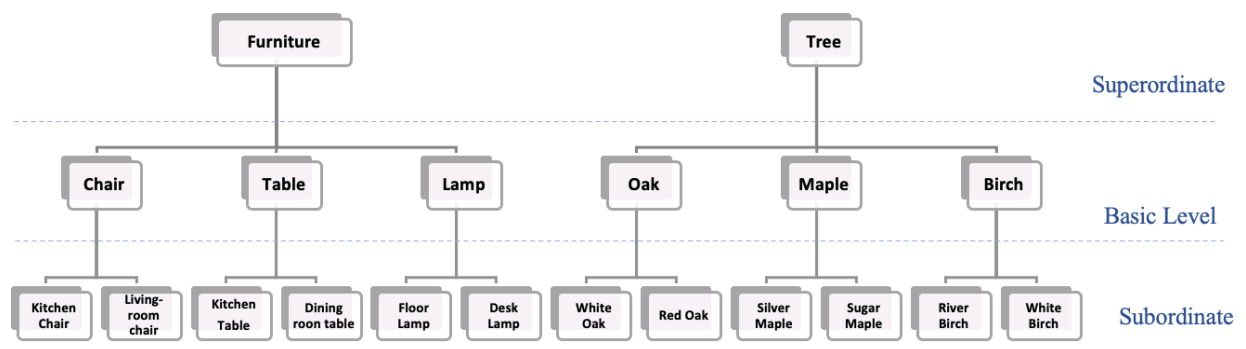 Furniture
Tree
Superordinate
Chair
Table
Lamp
Oak
Maple
Birch
Basic Level
Kitchen
Chair
Living-
room
chair
Kitchen
Table
Dining
roon table
Floor
Lamp
Desk
Lamp
White
Oak
Red Oak
Silver
Maple
Sugar
Maple
River
Birch
White
Birch
Subordinate